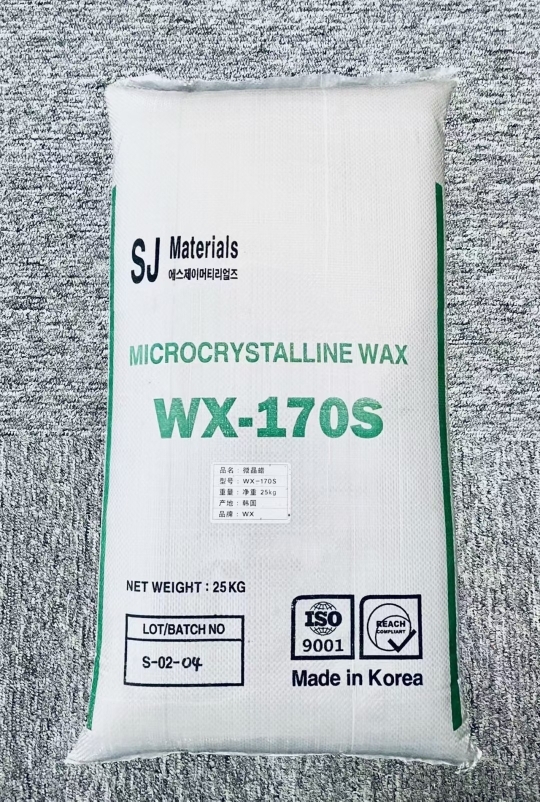 SJ Materials
에스제이머티리얼즈
MICROCRYSTALLINE WAX
WX-170S
品名：微晶蜡
型号：WX-170S
重量：净重 25kg
产地：韩国
品牌：WX
NET WEIGHT : 25KG
LOT/BATCH NO
S-02-04
ISO
9001
REACH
COMPLIANT
Made in Korea